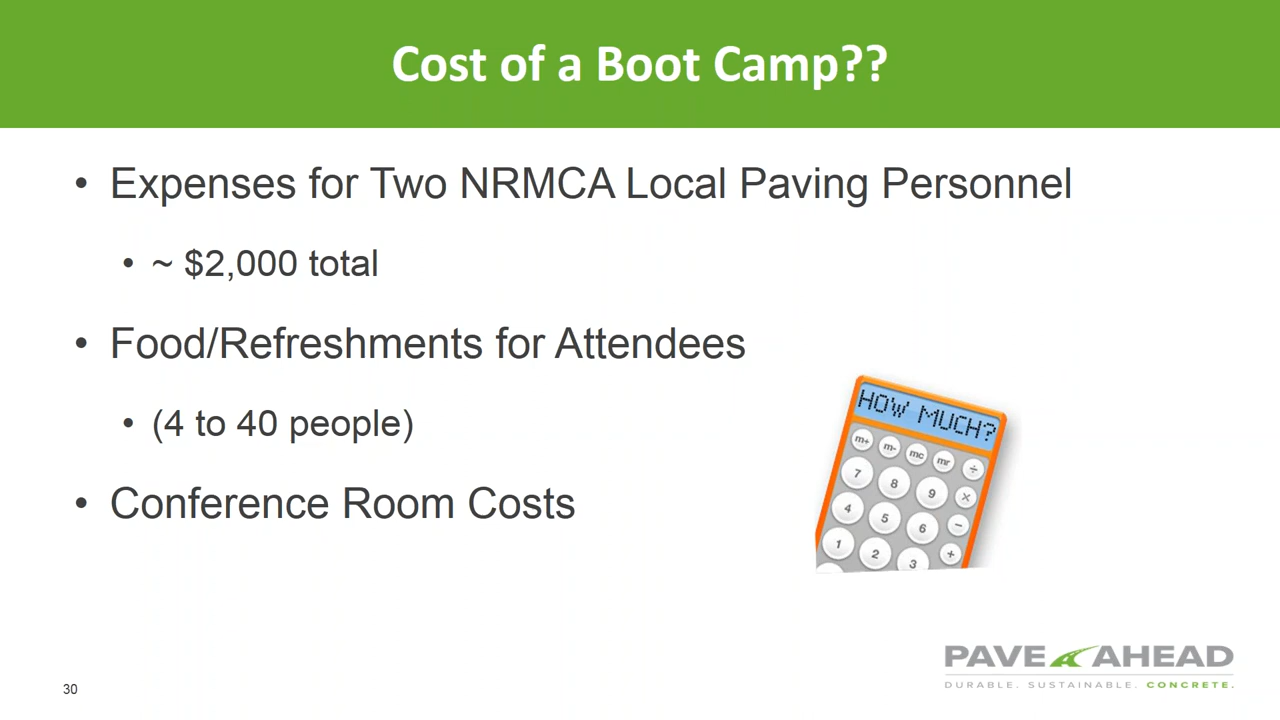 Cost of a Boot Camp??
• Expenses for Two NRMCA Local Paving Personnel
• ~ $2,000 total
• Food/Refreshments for Attendees
• (4 to 40 people)
• Conference Room Costs
HOW MUCH?
m+ m- mc mr ÷
7 8 9 ×
4 5 6 −
1 2 3 +
PAVE AHEAD
DURABLE. SUSTAINABLE. CONCRETE.
30